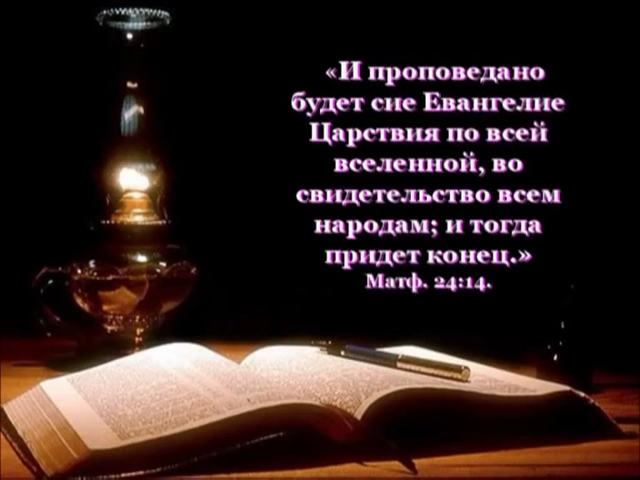 «И проповедано
будет сие Евангелие
Царствия по всей
вселенной, во
свидетельство всем
народам; и тогда
придет конец.»
Матф. 24:14.